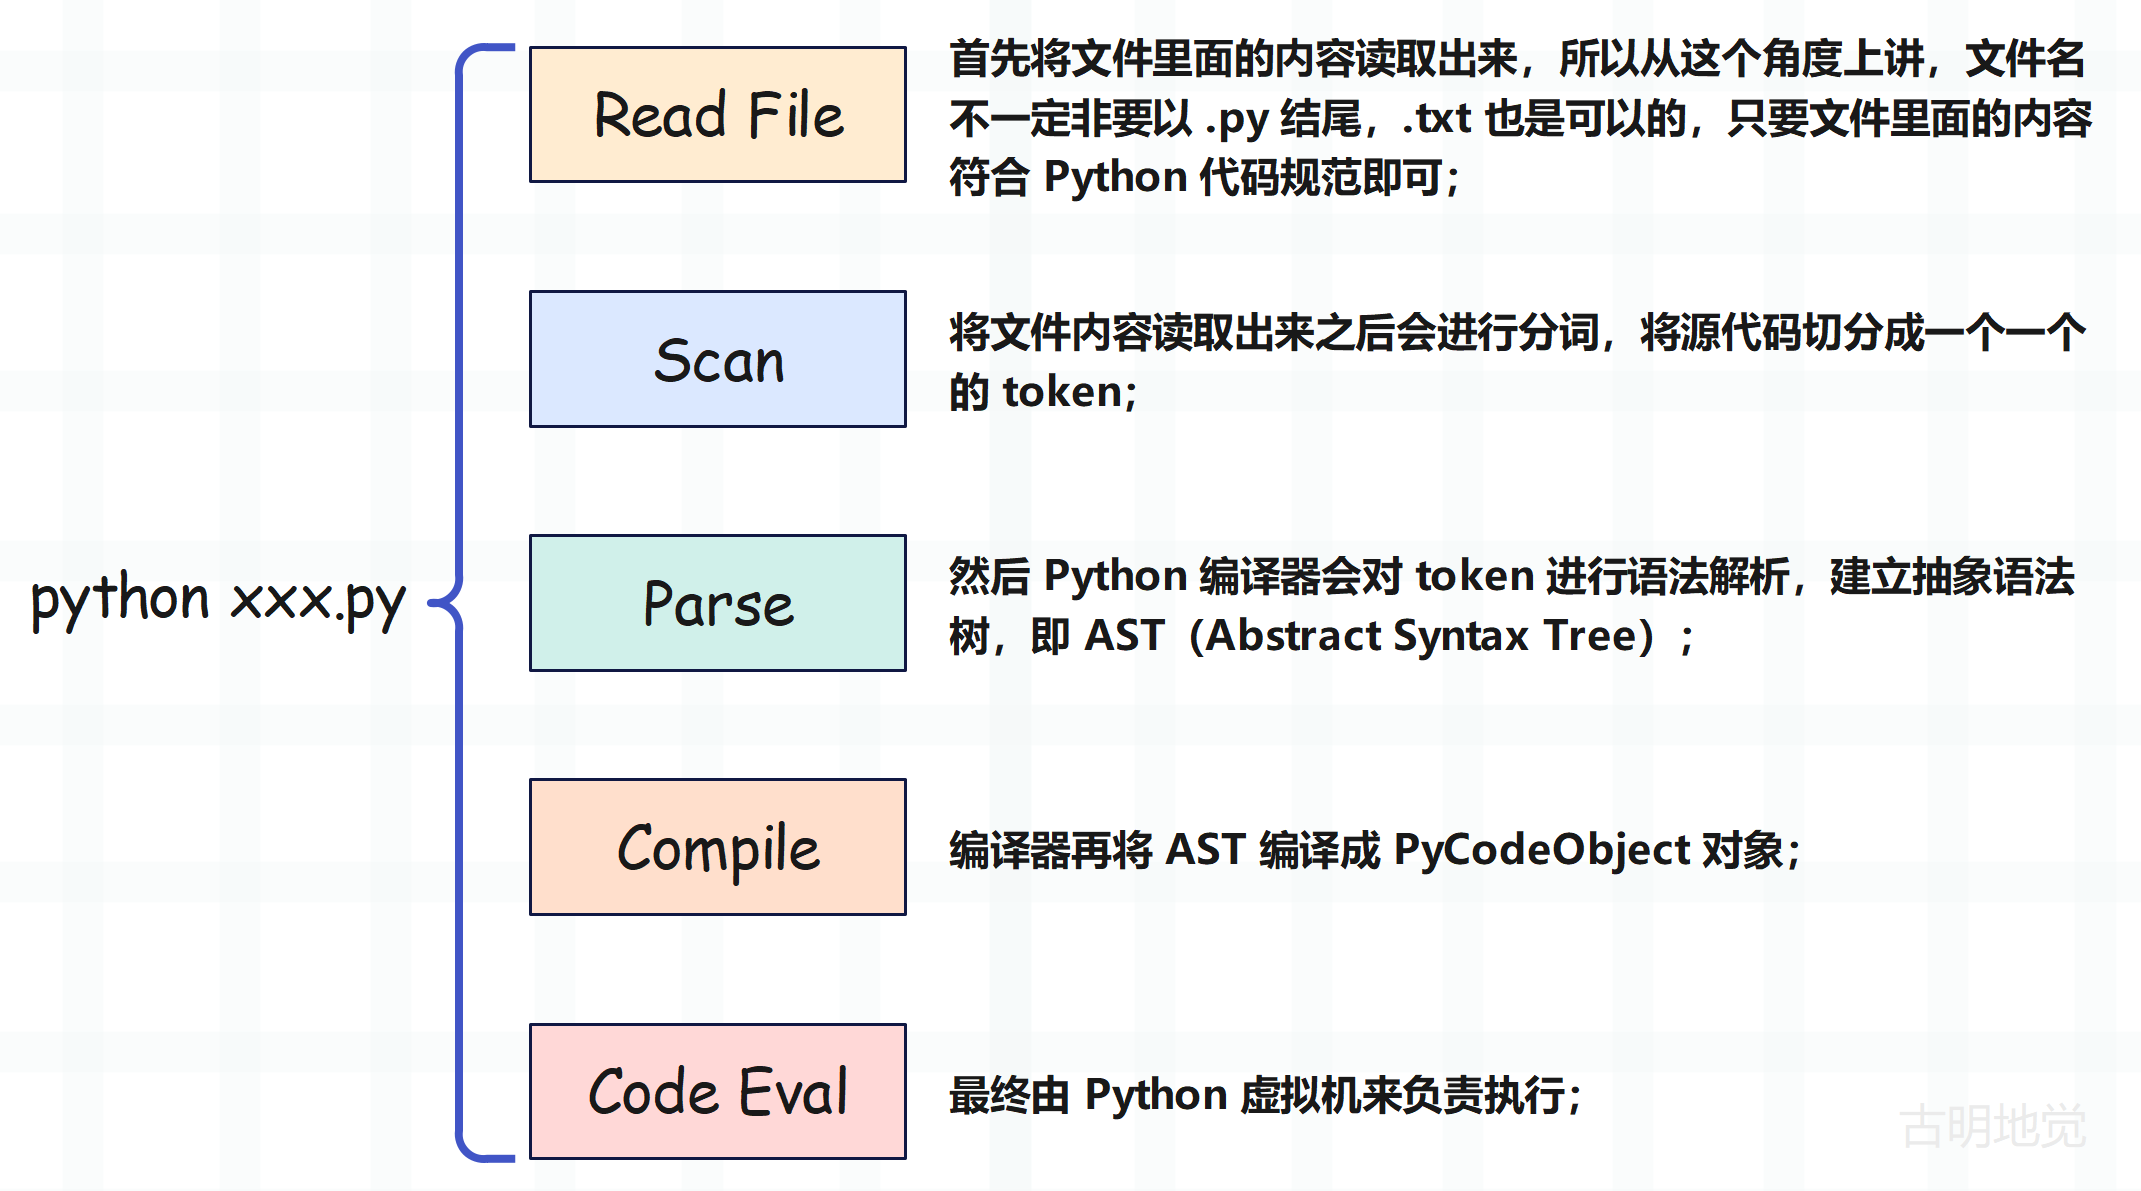 python xxx.py
Read File
首先将文件里面的内容读取出来，所以从这个角度上讲，文件名
不一定非要以 .py 结尾，.txt 也是可以的，只要文件里面的内容
符合 Python 代码规范即可；
Scan
将文件内容读取出来之后会进行分词，将源代码切分成一个一个
的 token；
Parse
然后 Python 编译器会对 token 进行语法解析，建立抽象语法
树，即 AST（Abstract Syntax Tree）；
Compile
编译器再将 AST 编译成 PyCodeObject 对象；
Code Eval
最终由 Python 虚拟机来负责执行；
古明地觉